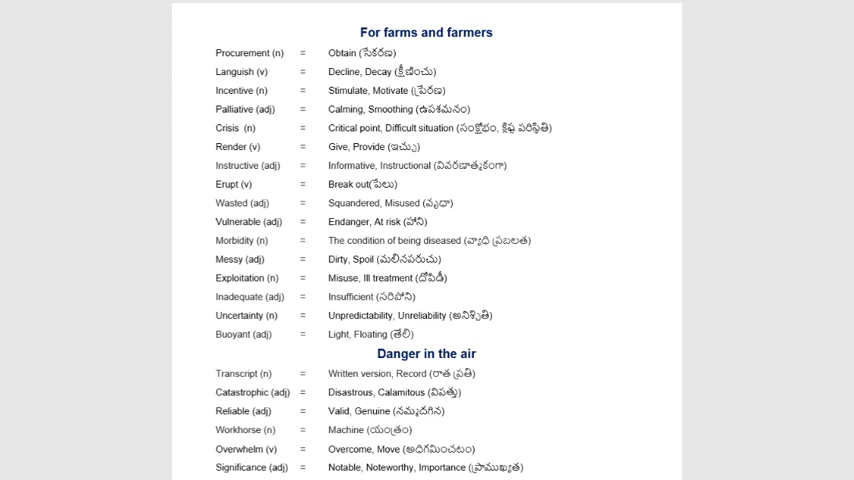 For farms and farmers
Procurement (n) = Obtain (సేకరణ)
Languish (v) = Decline, Decay (క్షీణించు)
Incentive (n) = Stimulate, Motivate (ప్రేరణ)
Palliative (adj) = Calming, Smoothing (ఉపశమనం)
Crisis (n) = Critical point, Difficult situation (సంక్షోభం, క్లిష్ట పరిస్థితి)
Render (v) = Give, Provide (ఇచ్చు)
Instructive (adj) = Informative, Instructional (వివరణాత్మకంగా)
Erupt (v) = Break out(పేలు)
Wasted (adj) = Squandered, Misused (వృధా)
Vulnerable (adj) = Endanger, At risk (హాని)
Morbidity (n) = The condition of being diseased (వ్యాధి ప్రబలత)
Messy (adj) = Dirty, Spoil (మలినపరుచు)
Exploitation (n) = Misuse, Ill treatment (దోపిడీ)
Inadequate (adj) = Insufficient (సరిపోని)
Uncertainty (n) = Unpredictability, Unreliability (అనిశ్చితి)
Buoyant (adj) = Light, Floating (తేలి)
Danger in the air
Transcript (n) = Written version, Record (రాత ప్రతి)
Catastrophic (adj) = Disastrous, Calamitous (విపత్తు)
Reliable (adj) = Valid, Genuine (నమ్మదగిన)
Workhorse (n) = Machine (యంత్రం)
Overwhelm (v) = Overcome, Move (అధిగమించటం)
Significance (adj) = Notable, Noteworthy, Importance (ప్రాముఖ్యత)